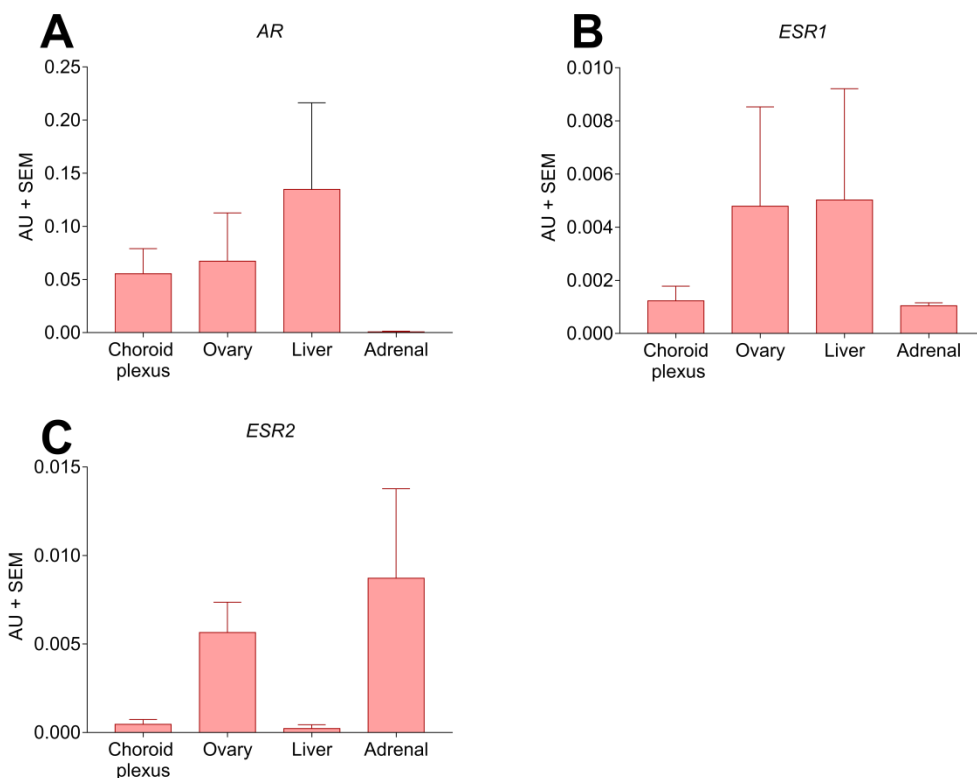 A
AR
AU + SEM
0.25
0.20
0.15
0.10
0.05
0.00
Choroid
plexus
Ovary
Liver
Adrenal
B
ESR1
AU + SEM
0.010
0.008
0.006
0.004
0.002
0.000
Choroid
plexus
Ovary
Liver
Adrenal
C
ESR2
AU + SEM
0.015
0.010
0.005
0.000
Choroid
plexus
Ovary
Liver
Adrenal